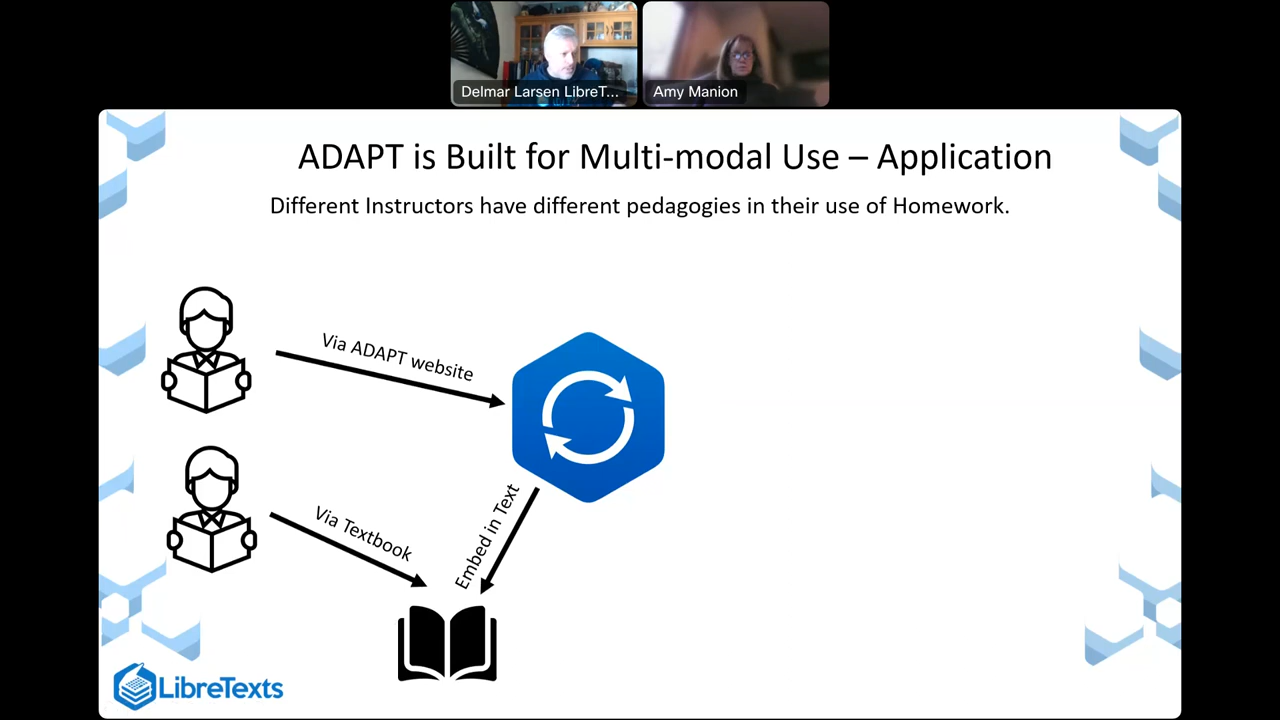 Delmar Larsen LibreT...
Amy Manion
ADAPT is Built for Multi-modal Use – Application
Different Instructors have different pedagogies in their use of Homework.
Via ADAPT website
Via Textbook
Embed in Text
LibreTexts